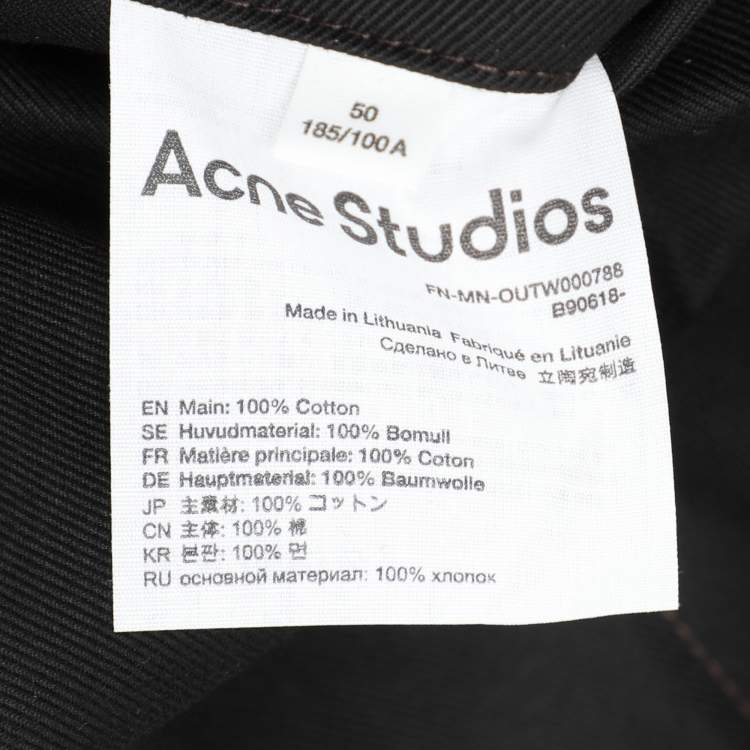 50
185/100A
Acne Studios
FN-MN-OUTW000788
B90618-
Made in Lithuania Fabriqué en Lituanie
Сделано в Литве 立陶宛制造
EN Main: 100% Cotton
SE Huvudmaterial: 100% Bomull
FR Matière principale: 100% Coton
DE Hauptmaterial: 100% Baumwolle
JP 主素材: 100% コットン
CN 主体: 100% 棉
KR 본판: 100% 면
RU основной материал: 100% хлопок